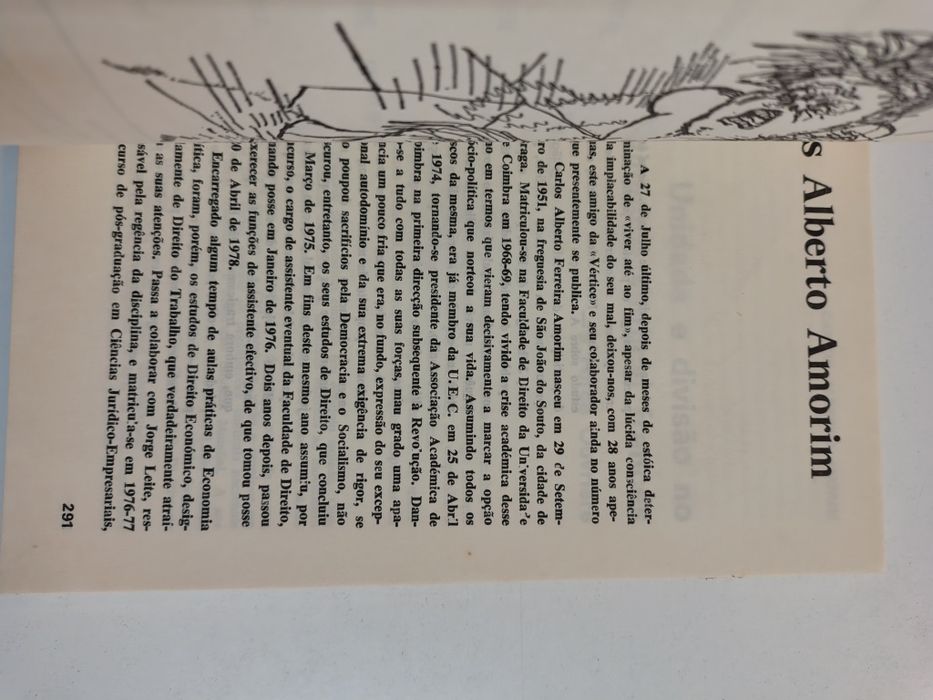 s Alberto Amorim
A 27 de Julho último, depois de meses de estóica deter-
minação de «viver até ao fim», apesar da lúcida consciência
la implacabilidade do seu mal, deixou-nos, com 28 anos ape-
nas, este amigo da «Vértice» e seu colaborador ainda no número
ue presentemente se publica.
Carlos Alberto Ferreira Amorim nasceu em 29 de Setem-
ro de 1951, na freguesia de São João do Souto, da cidade de
raga. Matriculou-se na Faculdade de Direito da Universidade
e Coimbra em 1968-69, tendo vivido a crise académica desse
no em termos que vieram decisivamente a marcar a opção
ócio-política que norteou a sua vida. Assumindo todos os
scos da mesma, era já membro da U. E. C. em 25 de Abril
1974, tornando-se presidente da Associação Académica de
oimbra na primeira direcção subsequente à Revolução. Dan-
-se a tudo com todas as suas forças, mau grado uma apa-
ncia um pouco fria que era, no fundo, expressão do seu excep-
onal autodomínio e da sua extrema exigência de rigor, se
o poupou sacrifícios pela Democracia e o Socialismo, não
curou, entretanto, os seus estudos de Direito, que concluiu
Março de 1975. Em fins deste mesmo ano assumiu, por
curso, o cargo de assistente eventual da Faculdade de Direito,
nando posse em Janeiro de 1976. Dois anos depois, passou
xercer as funções de assistente efectivo, de que tomou posse
0 de Abril de 1978.
Encarregado algum tempo de aulas práticas de Economia
ítica, foram, porém, os estudos de Direito Económico, desig-
amente de Direito do Trabalho, que verdadeiramente atraí-
as suas atenções. Passa a colaborar com Jorge Leite, res-
sável pela regência da disciplina, e matricula-se em 1976-77
curso de pós-graduação em Ciências Jurídico-Empresariais,
291